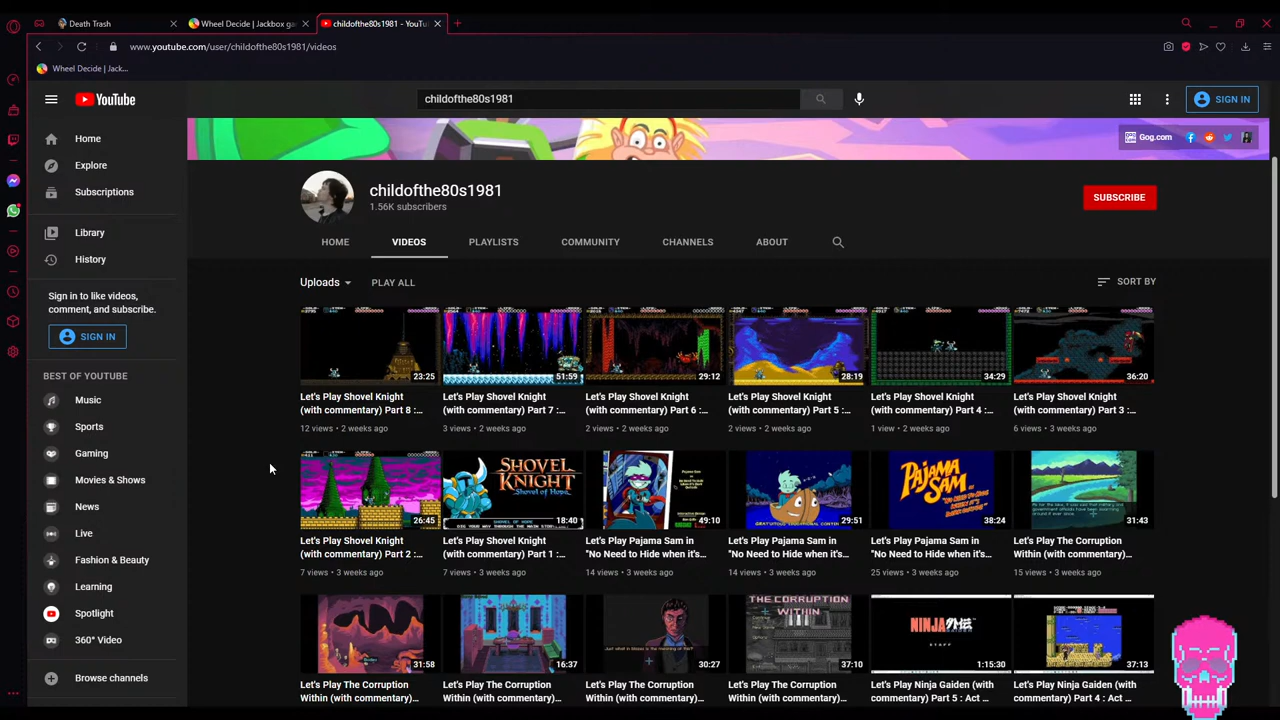 Death Trash
Wheel Decide | Jackbox ga
childofthe80s1981 - YouTu
www.youtube.com/user/childofthe80s1981/videos
Wheel Decide | Jack...
YouTube
childofthe80s1981
SIGN IN
Home
Explore
Subscriptions
Library
History
Sign in to like videos,
comment, and subscribe.
SIGN IN
BEST OF YOUTUBE
Music
Sports
Gaming
Movies & Shows
News
Live
Fashion & Beauty
Learning
Spotlight
360° Video
Browse channels
Gog.com
childofthe80s1981
1.56K subscribers
SUBSCRIBE
HOME
VIDEOS
PLAYLISTS
COMMUNITY
CHANNELS
ABOUT
Uploads
PLAY ALL
SORT BY
23:25
51:59
29:12
28:19
34:29
36:20
Let's Play Shovel Knight
(with commentary) Part 8 :...
12 views • 2 weeks ago
Let's Play Shovel Knight
(with commentary) Part 7 :...
3 views • 2 weeks ago
Let's Play Shovel Knight
(with commentary) Part 6 :...
2 views • 2 weeks ago
Let's Play Shovel Knight
(with commentary) Part 5 :...
2 views • 2 weeks ago
Let's Play Shovel Knight
(with commentary) Part 4 :...
1 view • 2 weeks ago
Let's Play Shovel Knight
(with commentary) Part 3 :...
6 views • 3 weeks ago
26:45
SHOVEL
KNIGHT
Shovel of Hope
DIG YOUR WAY THROUGH THE MAIN STORY
18:40
49:10
GRATUITOUS EDUCATIONAL CONTENT
29:51
PAJAMA
SAM
38:24
31:43
Let's Play Shovel Knight
(with commentary) Part 2 :...
7 views • 3 weeks ago
Let's Play Shovel Knight
(with commentary) Part 1 :...
7 views • 3 weeks ago
Let's Play Pajama Sam in
"No Need to Hide when it's...
14 views • 3 weeks ago
Let's Play Pajama Sam in
"No Need to Hide when it's...
14 views • 3 weeks ago
Let's Play Pajama Sam in
"No Need to Hide when it's...
25 views • 3 weeks ago
Let's Play The Corruption
Within (with commentary)...
15 views • 3 weeks ago
31:58
16:37
30:27
THE CORRUPTION
WITHIN
37:10
NINJA
STAFF
1:15:30
37:13
Let's Play The Corruption
Within (with commentary)
Let's Play The Corruption
Within (with commentary)
Let's Play The Corruption
Within (with commentary)
Let's Play The Corruption
Within (with commentary)
Let's Play Ninja Gaiden (with
commentary) Part 5 : Act
Let's Play Ninja Gaiden (with
commentary) Part 4 : Act